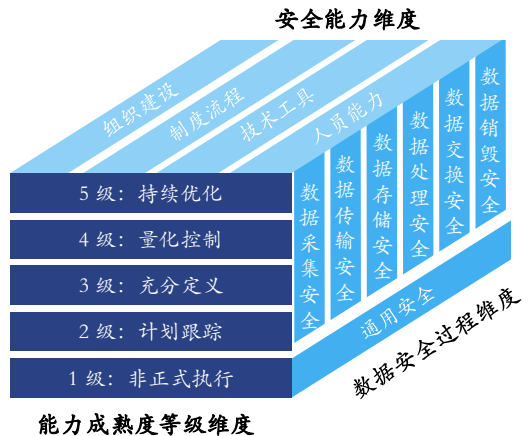 安全能力维度
组织建设
制度流程
技术工具
人员能力
数据采集安全
数据传输安全
数据存储安全
数据处理安全
数据交换安全
数据销毁安全
5 级：持续优化
4 级：量化控制
3 级：充分定义
2 级：计划跟踪
1 级：非正式执行
通用安全
数据安全过程维度
能力成熟度等级维度